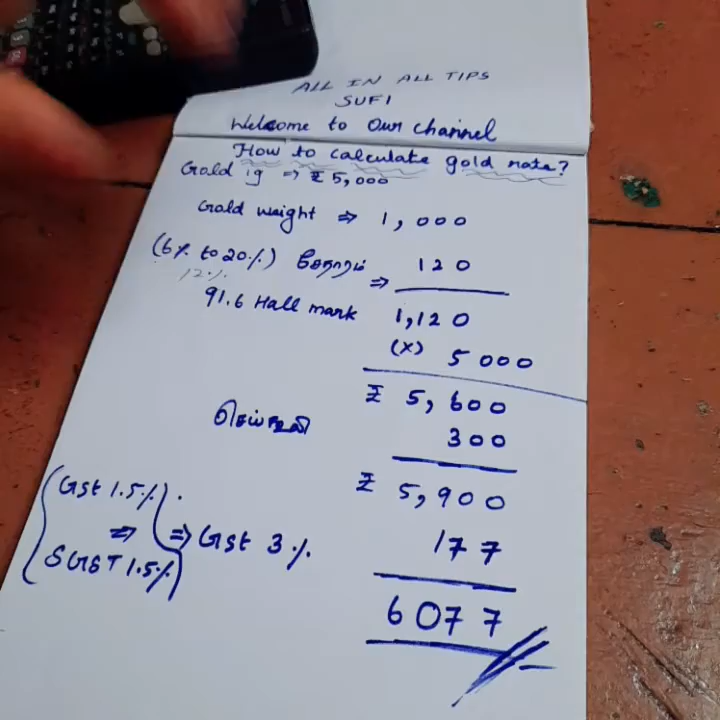 ALL IN ALL TIPS
SUFI
Welcome to Our channel
How to calculate gold rate?
Gold 1g ⇒ ₹ 5,000
Gold weight ⇒ 1,000
(6% to 20%) சேதாரம் ⇒ 120
12%
91.6 Hall mark 1,120
(x) 5000
₹ 5,600
செய்கூலி 300
₹ 5,900
Gst 1.5%
⇒ ⇒ Gst 3% 177
SGST 1.5%
6077